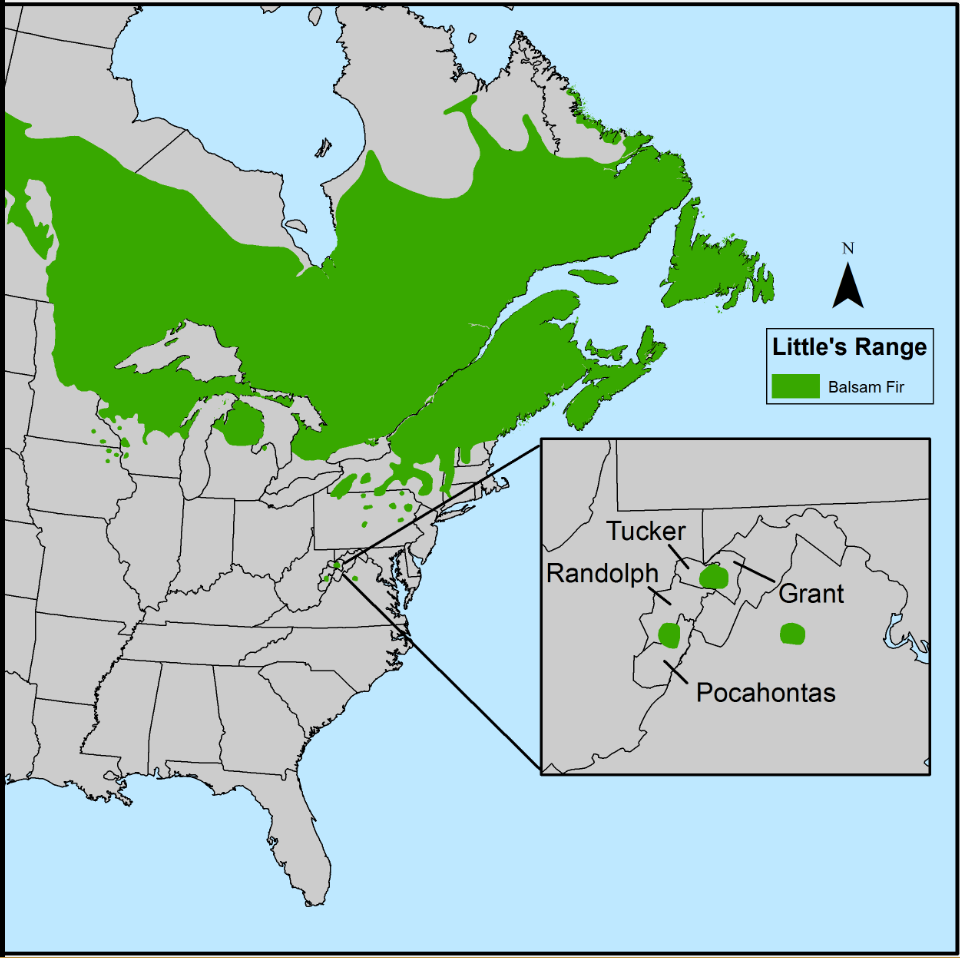 N
Little's Range
Balsam Fir
Tucker
Randolph
Grant
Pocahontas